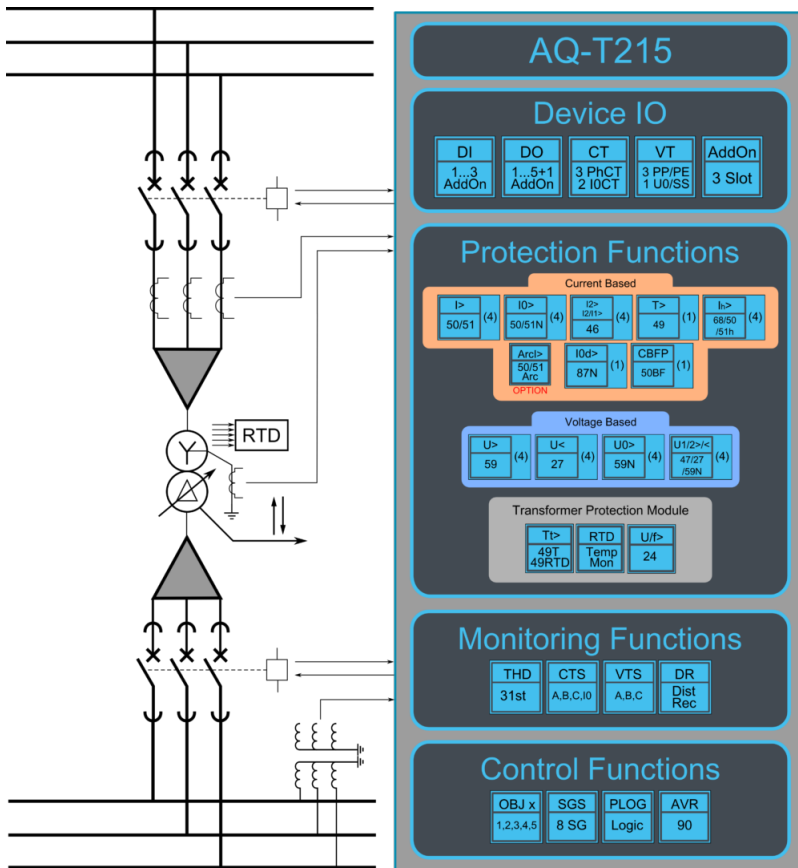 AQ-T215
Device IO
DI
1...3
AddOn
DO
1...5+1
AddOn
CT
3 PhCT
2 I0CT
VT
3 PP/PE
1 U0/SS
AddOn
3 Slot
Protection Functions
Current Based
I>
50/51
(4)
I0>
50/51N
(4)
I2>
I2/I1>
46
(4)
T>
49
(1)
Ih>
68/50
/51h
(4)
ArcI>
50/51
Arc
OPTION
I0d>
87N
(1)
CBFP
50BF
(1)
Voltage Based
U>
59
(4)
U<
27
(4)
U0>
59N
(4)
U1/2>/<
47/27
/59N
(4)
Transformer Protection Module
Tt>
49T
49RTD
RTD
Temp
Mon
U/f>
24
Monitoring Functions
THD
31st
CTS
A,B,C,I0
VTS
A,B,C
DR
Dist
Rec
Control Functions
OBJ x
1,2,3,4,5
SGS
8 SG
PLOG
Logic
AVR
90
RTD
Y